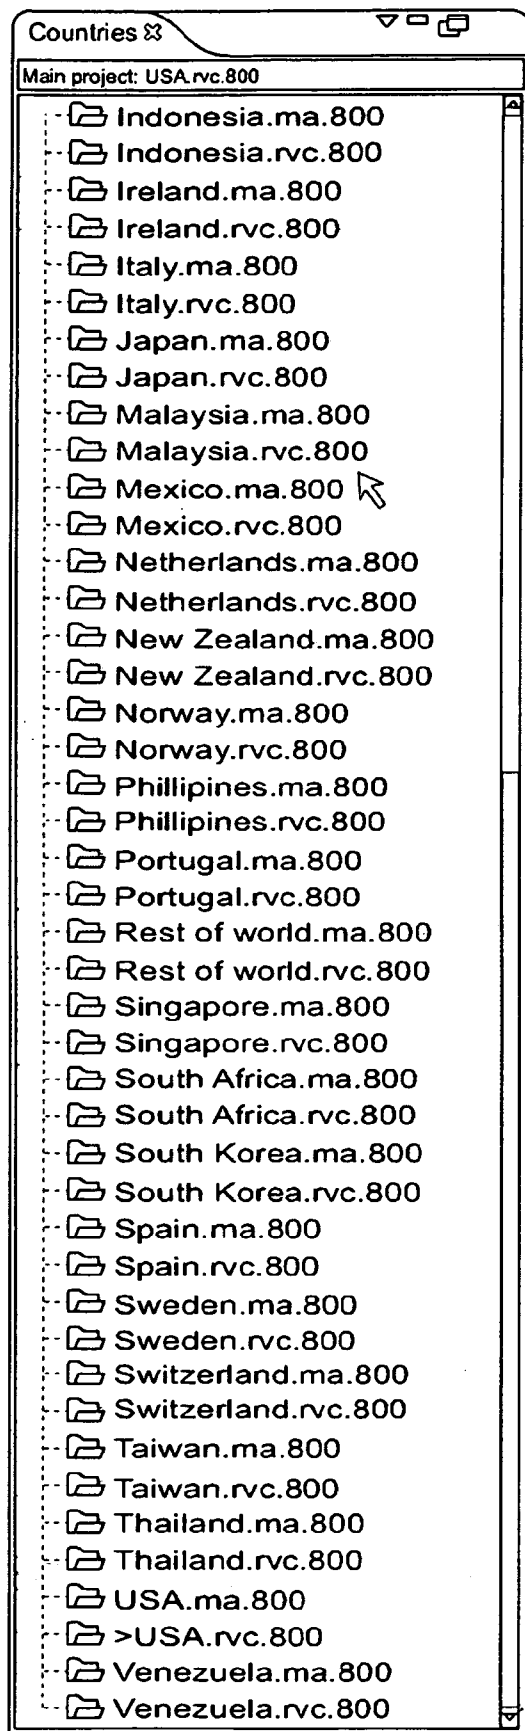 Countries
Main project: USA.rvc.800
Indonesia.ma.800
Indonesia.rvc.800
Ireland.ma.800
Ireland.rvc.800
Italy.ma.800
Italy.rvc.800
Japan.ma.800
Japan.rvc.800
Malaysia.ma.800
Malaysia.rvc.800
Mexico.ma.800
Mexico.rvc.800
Netherlands.ma.800
Netherlands.rvc.800
New Zealand.ma.800
New Zealand.rvc.800
Norway.ma.800
Norway.rvc.800
Phillipines.ma.800
Phillipines.rvc.800
Portugal.ma.800
Portugal.rvc.800
Rest of world.ma.800
Rest of world.rvc.800
Singapore.ma.800
Singapore.rvc.800
South Africa.ma.800
South Africa.rvc.800
South Korea.ma.800
South Korea.rvc.800
Spain.ma.800
Spain.rvc.800
Sweden.ma.800
Sweden.rvc.800
Switzerland.ma.800
Switzerland.rvc.800
Taiwan.ma.800
Taiwan.rvc.800
Thailand.ma.800
Thailand.rvc.800
USA.ma.800
>USA.rvc.800
Venezuela.ma.800
Venezuela.rvc.800